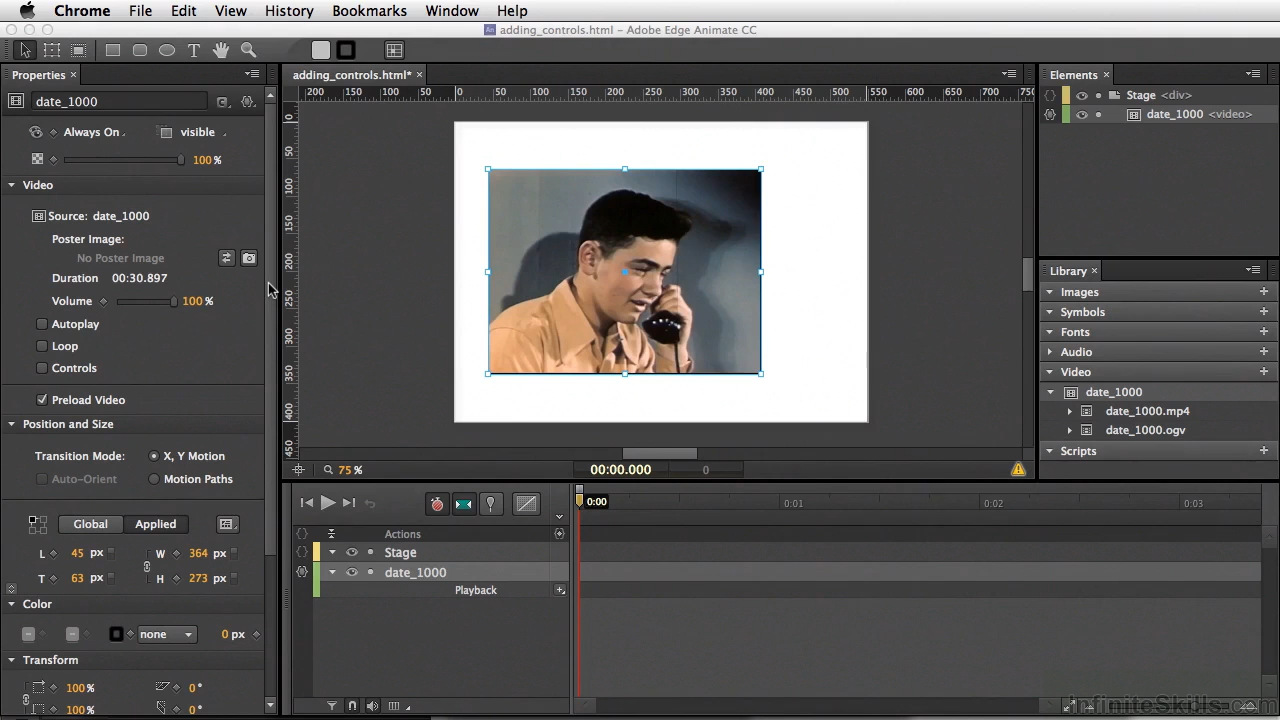 Chrome File Edit View History Bookmarks Window Help
adding_controls.html – Adobe Edge Animate CC
Properties
adding_controls.html*
Elements
date_1000
Always On
visible
100 %
Video
Source: date_1000
Poster Image:
No Poster Image
Duration 00:30.897
Volume 100 %
Autoplay
Loop
Controls
Preload Video
Position and Size
Transition Mode: X, Y Motion
Auto-Orient Motion Paths
Global Applied
L 45 px W 364 px
T 63 px H 273 px
Color
none 0 px
Transform
100 % 0 °
100 % 0 °
200 150 100 50 0 50 100 150 200 250 300 350 400 450 500 550 600 650 700 750
0
50
100
150
200
250
300
350
400
450
75 %
00:00.000 0
Stage <div>
date_1000 <video>
Library
Images
Symbols
Fonts
Audio
Video
date_1000
date_1000.mp4
date_1000.ogv
Scripts
0:00 0:01 0:02 0:03
Actions
Stage
date_1000
Playback
InfiniteSkills.com